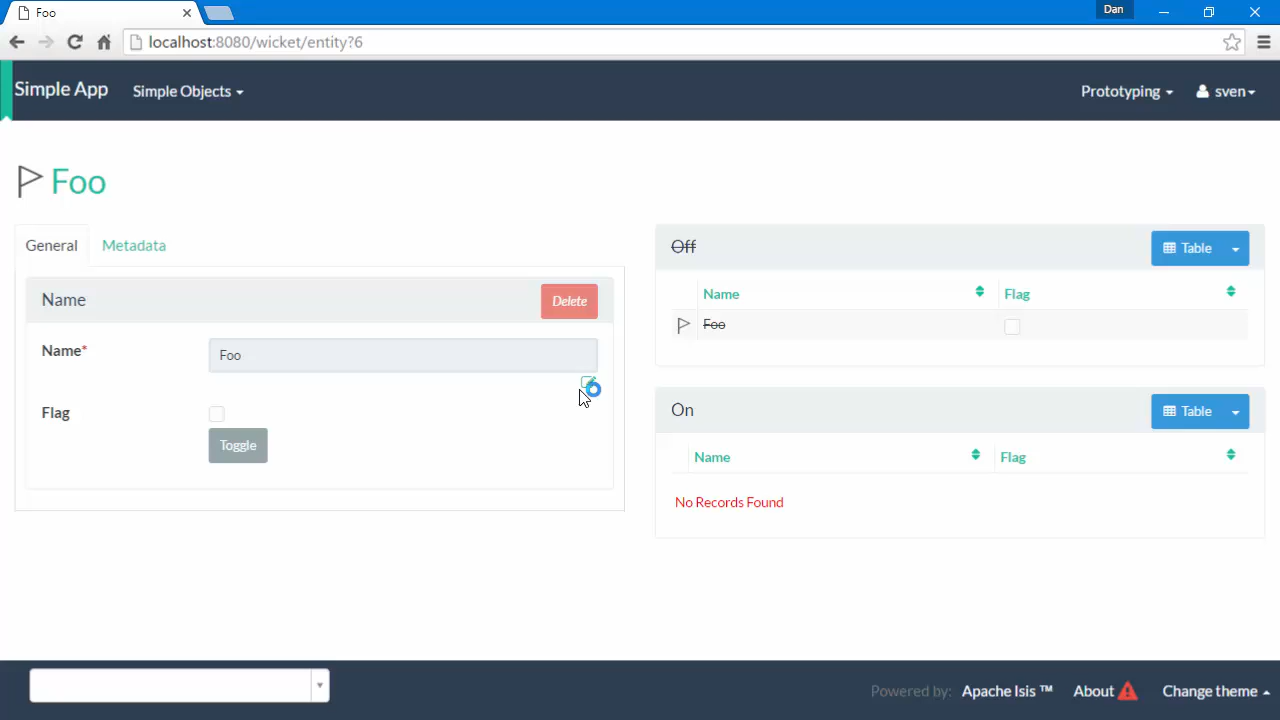 Foo
Dan
localhost:8080/wicket/entity?6
Simple App
Simple Objects
Prototyping
sven
Foo
General
Metadata
Name
Delete
Name*
Foo
Flag
Toggle
Off
Table
Name
Flag
Foo
On
Table
Name
Flag
No Records Found
Powered by: Apache Isis ™
About
Change theme